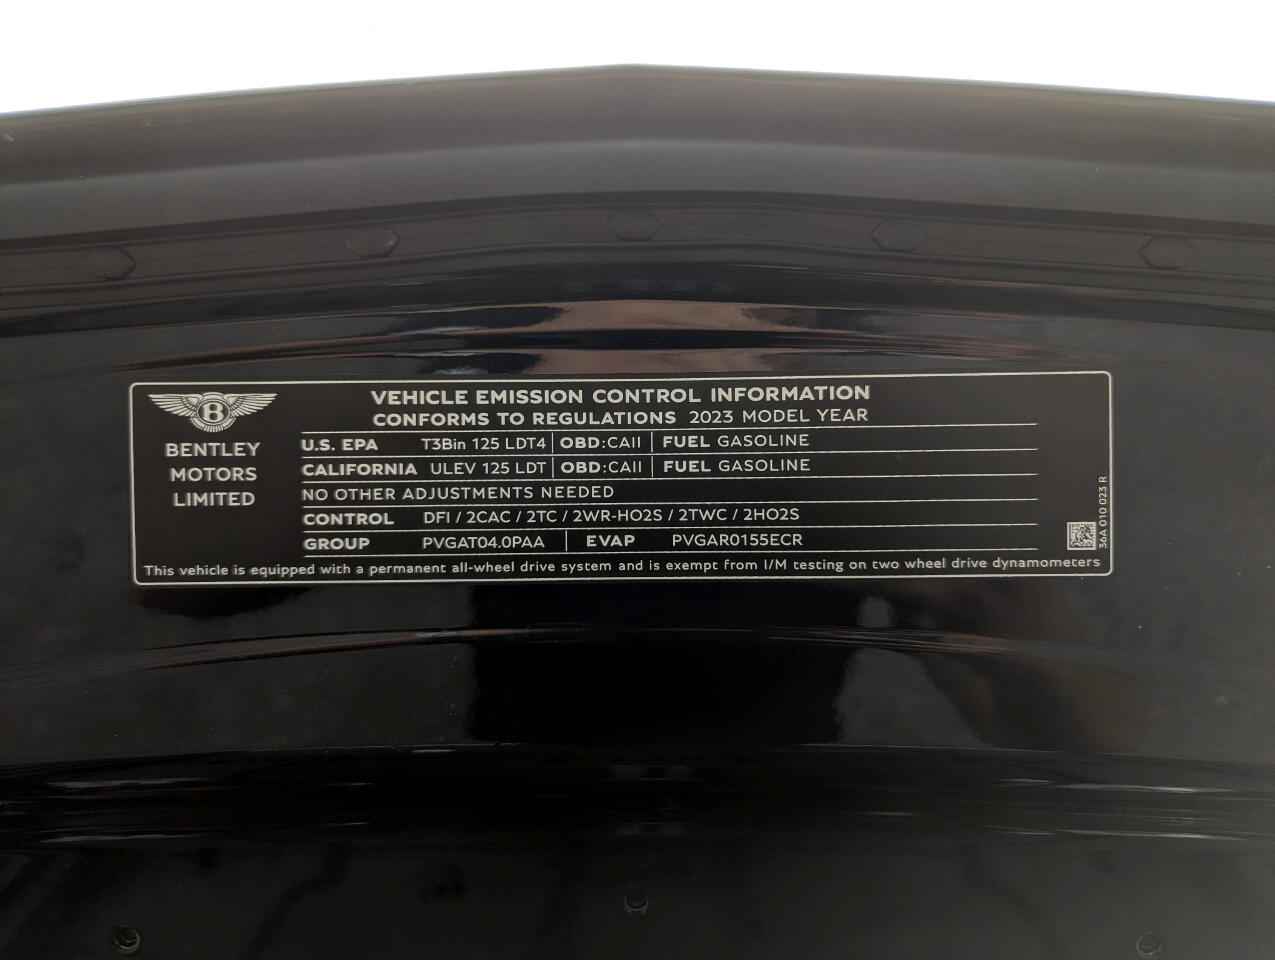 VEHICLE EMISSION CONTROL INFORMATION
CONFORMS TO REGULATIONS 2023 MODEL YEAR
B
BENTLEY
MOTORS
LIMITED
U.S. EPA T3Bin 125 LDT4 OBD:CAII FUEL GASOLINE
CALIFORNIA ULEV 125 LDT OBD:CAII FUEL GASOLINE
NO OTHER ADJUSTMENTS NEEDED
CONTROL DFI / 2CAC / 2TC / 2WR-HO2S / 2TWC / 2HO2S
GROUP PVGAT04.0PAA EVAP PVGAR0155ECR
36A 010 023 R
This vehicle is equipped with a permanent all-wheel drive system and is exempt from I/M testing on two wheel drive dynamometers